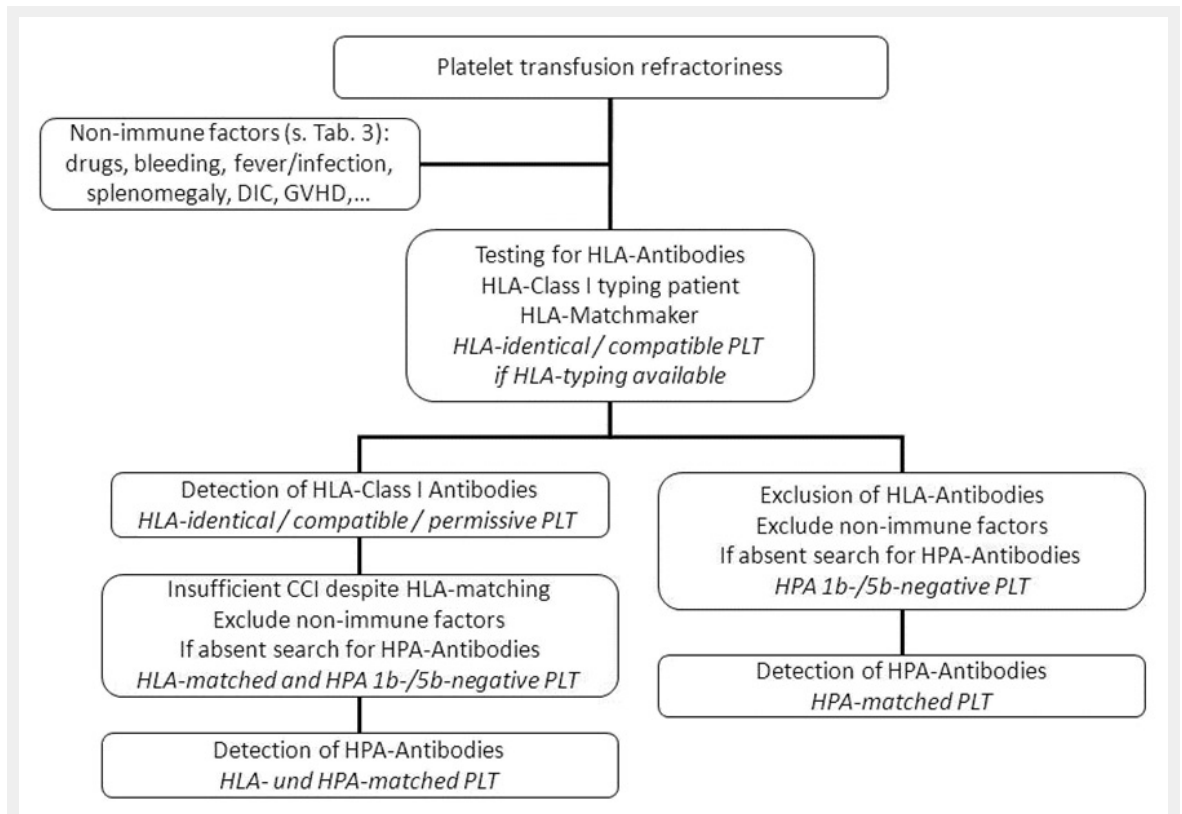 Platelet transfusion refractoriness
Non-immune factors (s. Tab. 3):
drugs, bleeding, fever/infection,
splenomegaly, DIC, GVHD,...
Testing for HLA-Antibodies
HLA-Class I typing patient
HLA-Matchmaker
HLA-identical / compatible PLT
if HLA-typing available
Detection of HLA-Class I Antibodies
HLA-identical / compatible / permissive PLT
Insufficient CCI despite HLA-matching
Exclude non-immune factors
If absent search for HPA-Antibodies
HLA-matched and HPA 1b-/5b-negative PLT
Detection of HPA-Antibodies
HLA- und HPA-matched PLT
Exclusion of HLA-Antibodies
Exclude non-immune factors
If absent search for HPA-Antibodies
HPA 1b-/5b-negative PLT
Detection of HPA-Antibodies
HPA-matched PLT